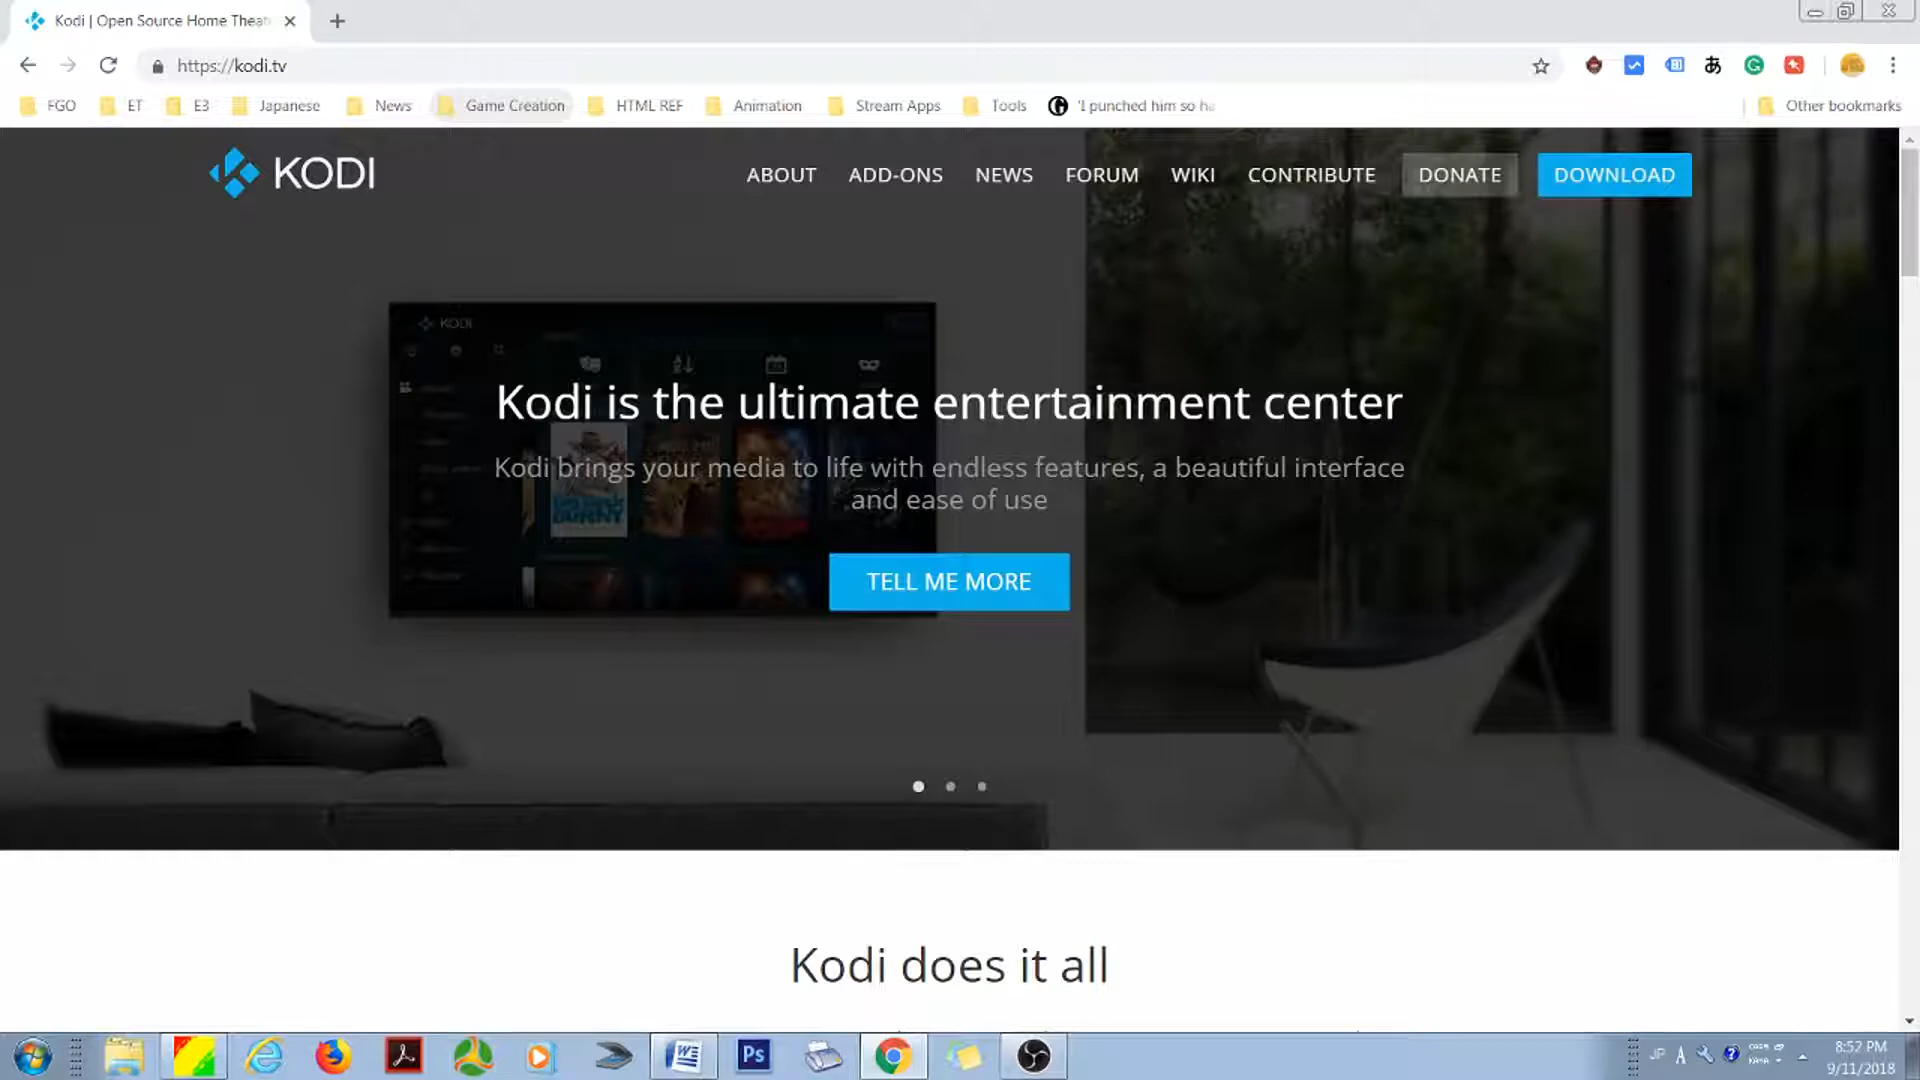 Kodi | Open Source Home Theat
https://kodi.tv
FGO ET E3 Japanese News Game Creation HTML REF Animation Stream Apps Tools 'I punched him so ha Other bookmarks
KODI ABOUT ADD-ONS NEWS FORUM WIKI CONTRIBUTE DONATE DOWNLOAD
KODI
Kodi is the ultimate entertainment center
Kodi brings your media to life with endless features, a beautiful interface
and ease of use
TELL ME MORE
Kodi does it all
JP A 8:52 PM
9/11/2018